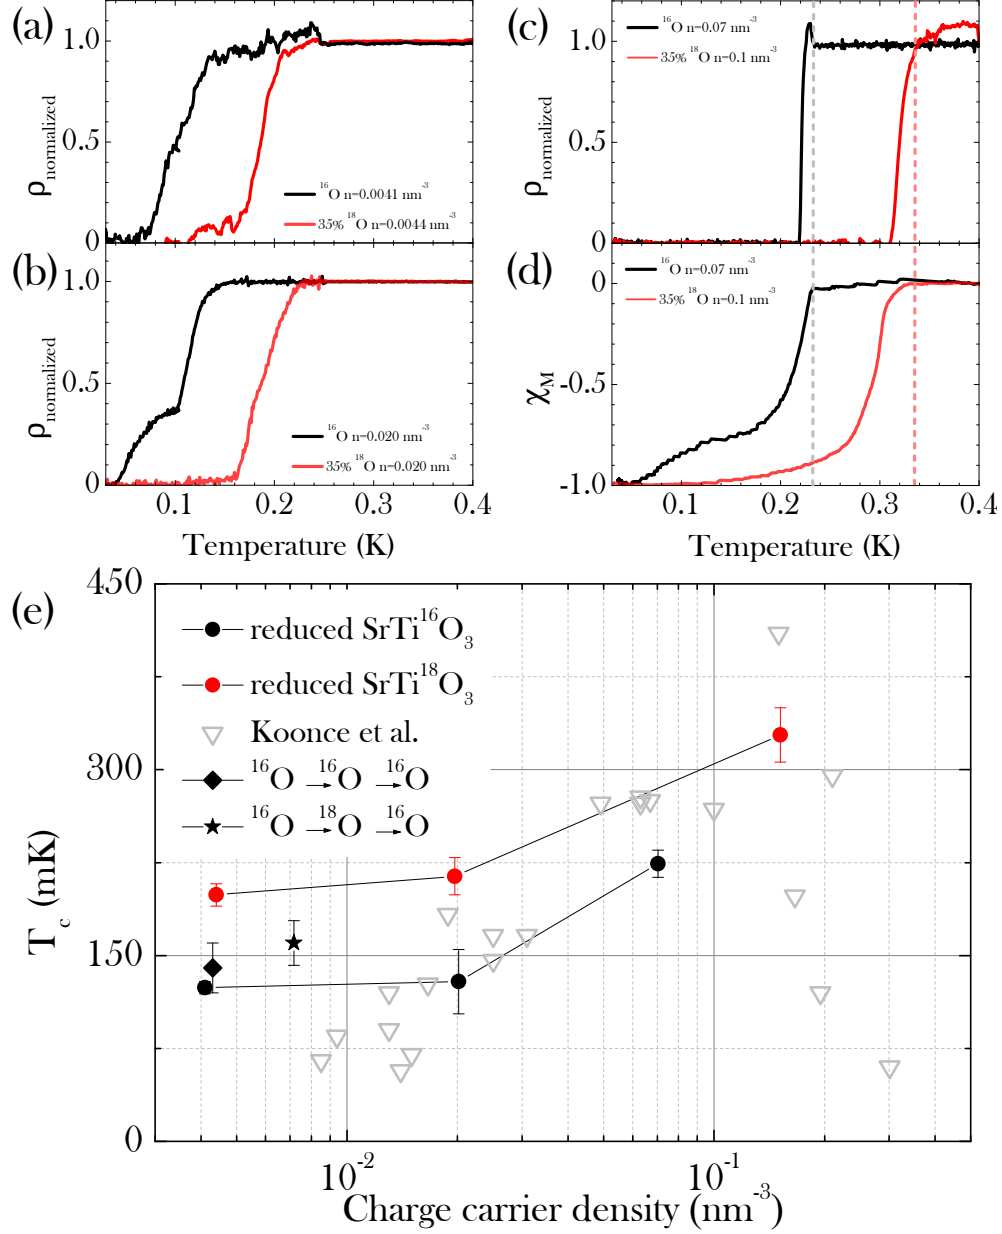 (a)
1.0
0.5
0
ρnormalized
¹⁶O n=0.0041 nm⁻³
35% ¹⁸O n=0.0044 nm⁻³
(b)
1.0
0.5
0
ρnormalized
¹⁶O n=0.020 nm⁻³
35% ¹⁸O n=0.020 nm⁻³
0.1 0.2 0.3 0.4
Temperature (K)
(c)
1.0
0.5
0
ρnormalized
¹⁶O n=0.07 nm⁻³
35% ¹⁸O n=0.1 nm⁻³
(d)
0
-0.5
-1.0
χM
¹⁶O n=0.07 nm⁻³
35% ¹⁸O n=0.1 nm⁻³
0.1 0.2 0.3 0.4
Temperature (K)
(e)
450
300
150
0
Tc (mK)
reduced SrTi¹⁶O₃
reduced SrTi¹⁸O₃
Koonce et al.
¹⁶O →¹⁶O →¹⁶O
¹⁶O →¹⁸O →¹⁶O
10⁻² 10⁻¹
Charge carrier density (nm⁻³)